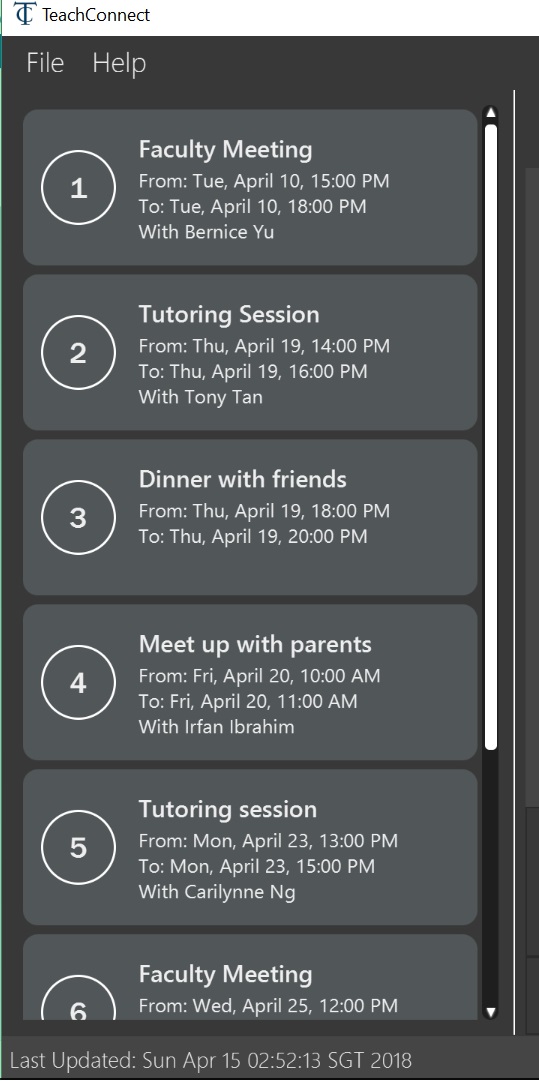 TeachConnect
File Help
1
Faculty Meeting
From: Tue, April 10, 15:00 PM
To: Tue, April 10, 18:00 PM
With Bernice Yu
2
Tutoring Session
From: Thu, April 19, 14:00 PM
To: Thu, April 19, 16:00 PM
With Tony Tan
3
Dinner with friends
From: Thu, April 19, 18:00 PM
To: Thu, April 19, 20:00 PM
4
Meet up with parents
From: Fri, April 20, 10:00 AM
To: Fri, April 20, 11:00 AM
With Irfan Ibrahim
5
Tutoring session
From: Mon, April 23, 13:00 PM
To: Mon, April 23, 15:00 PM
With Carilynne Ng
6
Faculty Meeting
From: Wed, April 25, 12:00 PM
Last Updated: Sun Apr 15 02:52:13 SGT 2018